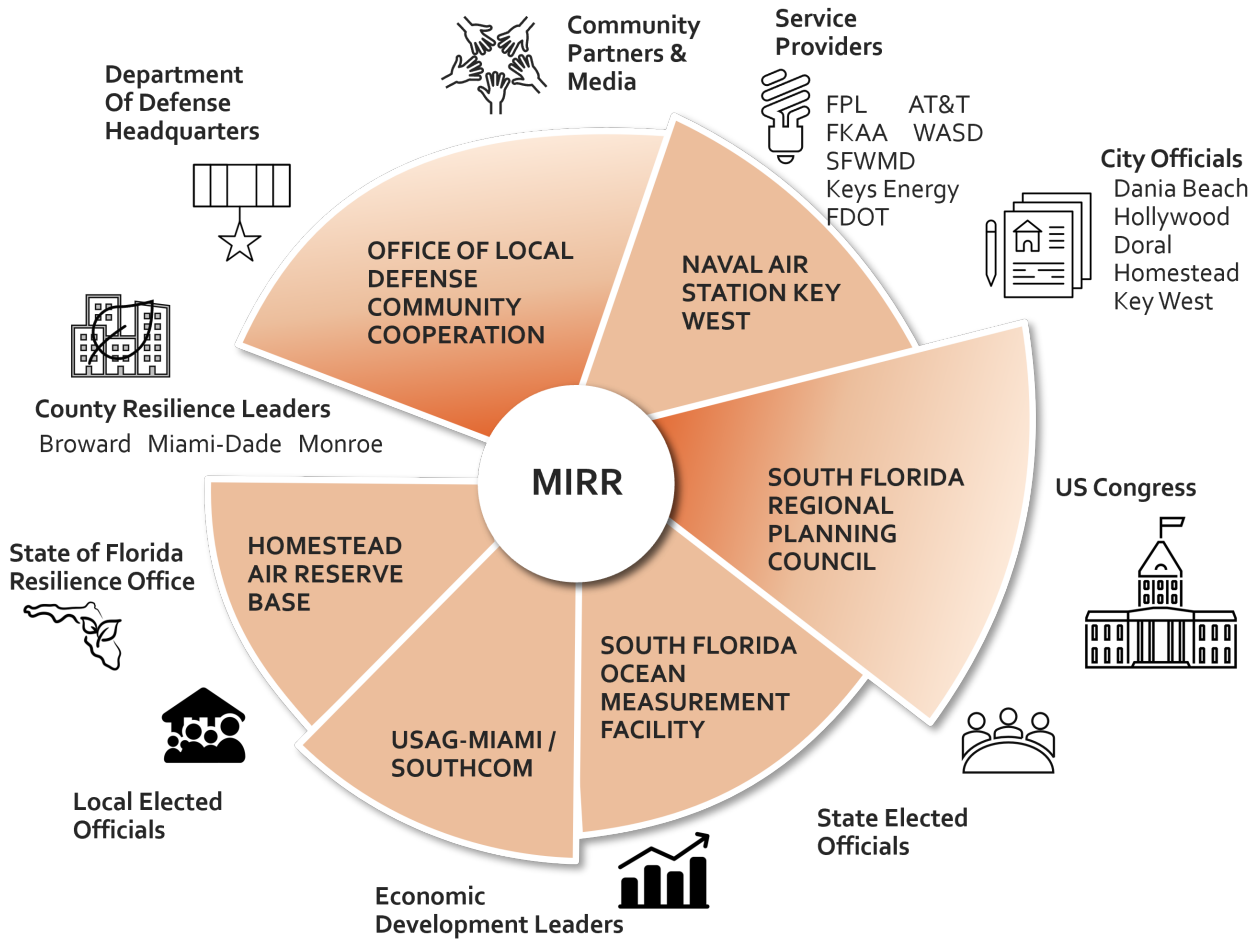 Community
Partners &
Media
Service
Providers
FPL AT&T
FKAA WASD
SFWMD
Keys Energy
FDOT
Department
Of Defense
Headquarters
City Officials
Dania Beach
Hollywood
Doral
Homestead
Key West
OFFICE OF LOCAL
DEFENSE
COMMUNITY
COOPERATION
NAVAL AIR
STATION KEY
WEST
County Resilience Leaders
Broward Miami-Dade Monroe
MIRR
SOUTH FLORIDA
REGIONAL
PLANNING
COUNCIL
US Congress
HOMESTEAD
AIR RESERVE
BASE
State of Florida
Resilience Office
SOUTH FLORIDA
OCEAN
MEASUREMENT
FACILITY
USAG-MIAMI /
SOUTHCOM
Local Elected
Officials
State Elected
Officials
Economic
Development Leaders